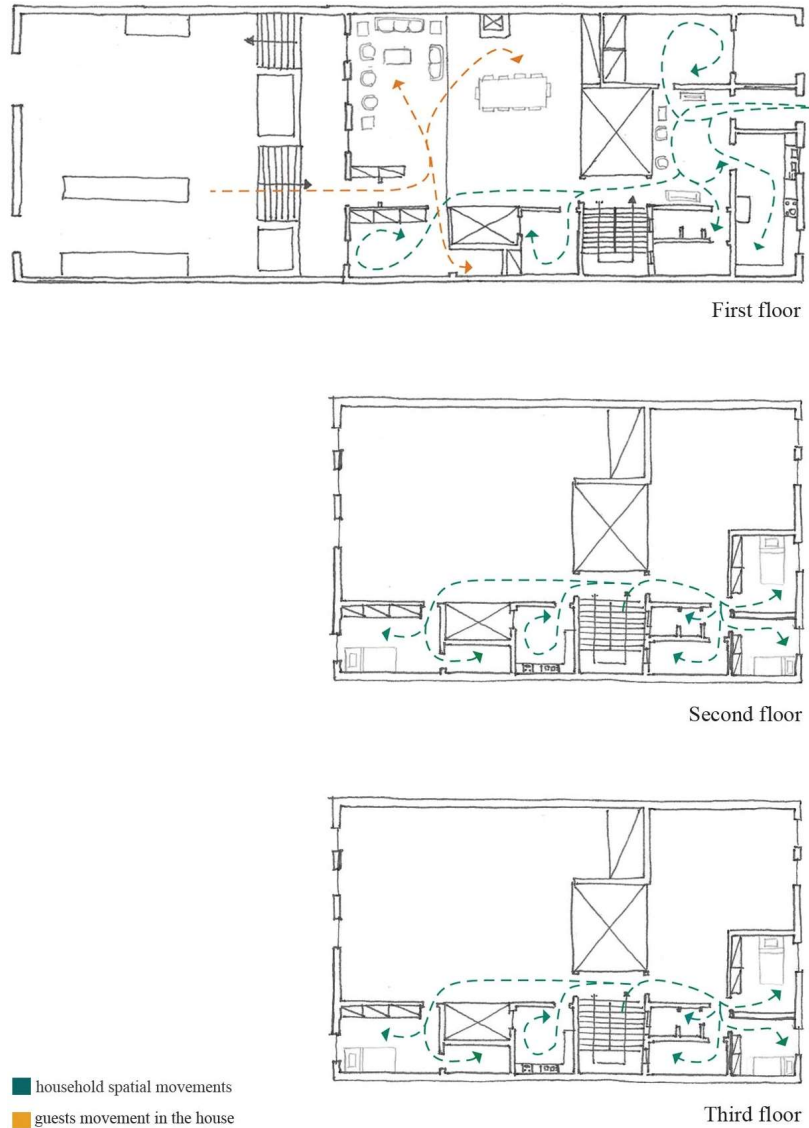 First floor
Second floor
Third floor
household spatial movements
guests movement in the house